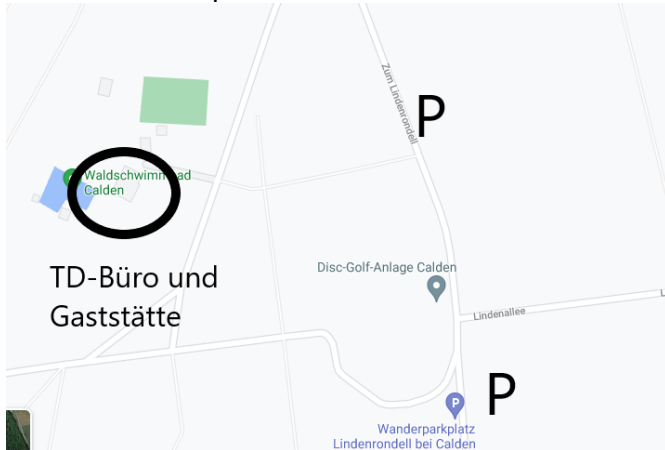 Zum Lindenrondell
P
Waldschwimmbad
Calden
TD-Büro und
Gaststätte
Disc-Golf-Anlage Calden
Lindenallee
P
P
Wanderparkplatz
Lindenrondell bei Calden